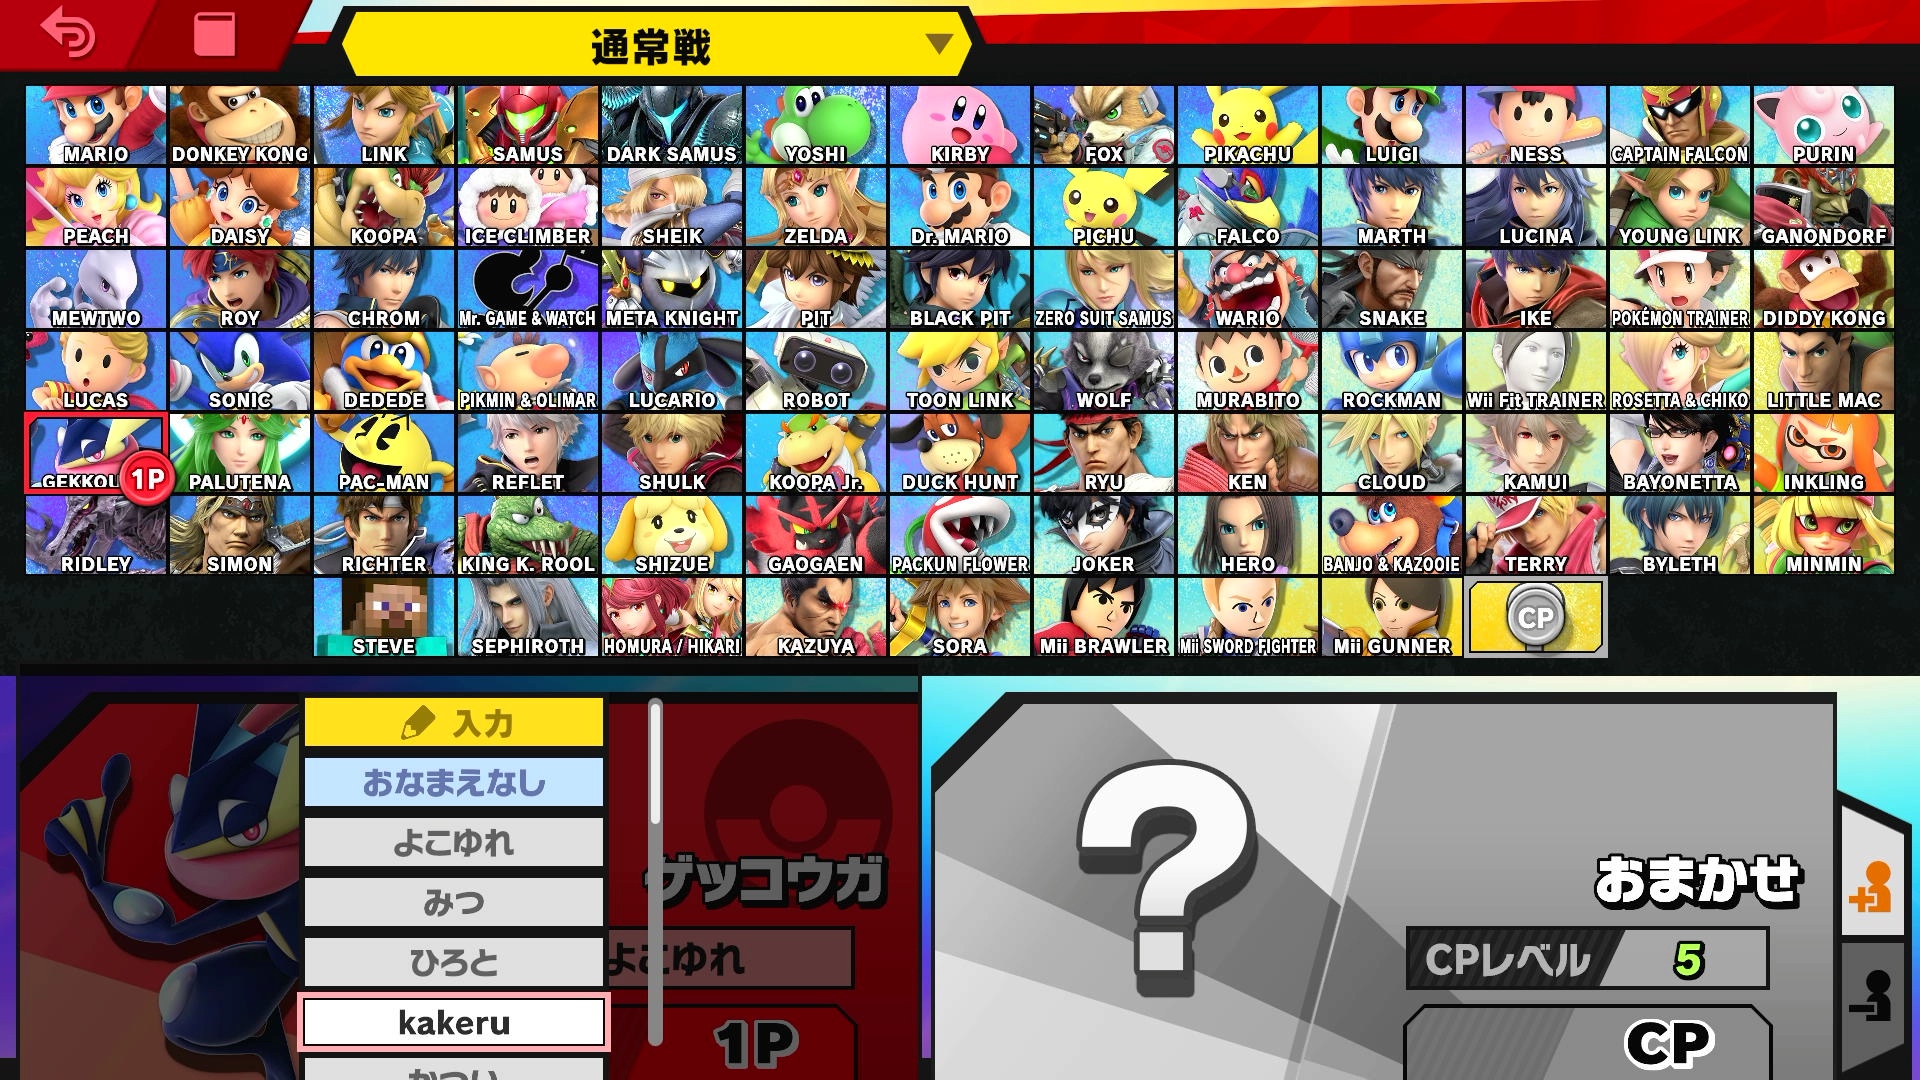 通常戦
MARIO
DONKEY KONG
LINK
SAMUS
DARK SAMUS
YOSHI
KIRBY
FOX
PIKACHU
LUIGI
NESS
CAPTAIN FALCON
PURIN
PEACH
DAISY
KOOPA
ICE CLIMBER
SHEIK
ZELDA
Dr. MARIO
PICHU
FALCO
MARTH
LUCINA
YOUNG LINK
GANONDORF
MEWTWO
ROY
CHROM
Mr. GAME & WATCH
META KNIGHT
PIT
BLACK PIT
ZERO SUIT SAMUS
WARIO
SNAKE
IKE
POKÉMON TRAINER
DIDDY KONG
LUCAS
SONIC
DEDEDE
PIKMIN & OLIMAR
LUCARIO
ROBOT
TOON LINK
WOLF
MURABITO
ROCKMAN
Wii Fit TRAINER
ROSETTA & CHIKO
LITTLE MAC
GEKKOU
1P
PALUTENA
PAC-MAN
REFLET
SHULK
KOOPA Jr.
DUCK HUNT
RYU
KEN
CLOUD
KAMUI
BAYONETTA
INKLING
RIDLEY
SIMON
RICHTER
KING K. ROOL
SHIZUE
GAOGAEN
PACKUN FLOWER
JOKER
HERO
BANJO & KAZOOIE
TERRY
BYLETH
MINMIN
STEVE
SEPHIROTH
HOMURA / HIKARI
KAZUYA
SORA
Mii BRAWLER
Mii SWORD FIGHTER
Mii GUNNER
CP
入力
おなまえなし
よこゆれ
みつ
ひろと
kakeru
ゲッコウガ
よこゆれ
1P
?
おまかせ
CPレベル 5
CP